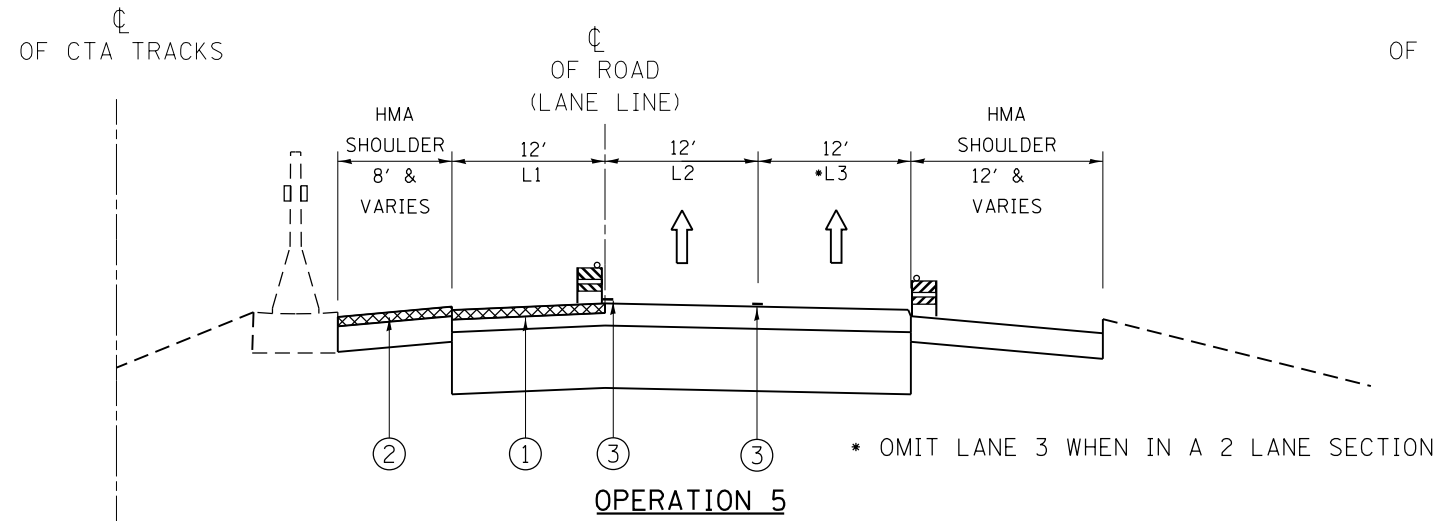 ℄
OF CTA TRACKS
℄
OF ROAD
(LANE LINE)
OF
HMA
SHOULDER
8' &
VARIES
12'
L1
12'
L2
12'
*L3
HMA
SHOULDER
12' &
VARIES
2
1
3
3
* OMIT LANE 3 WHEN IN A 2 LANE SECTION
OPERATION 5